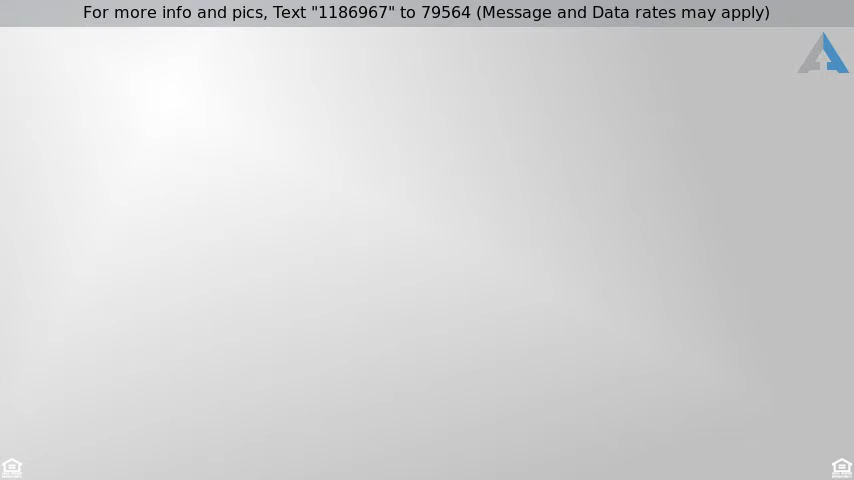 For more info and pics, Text "1186967" to 79564 (Message and Data rates may apply)